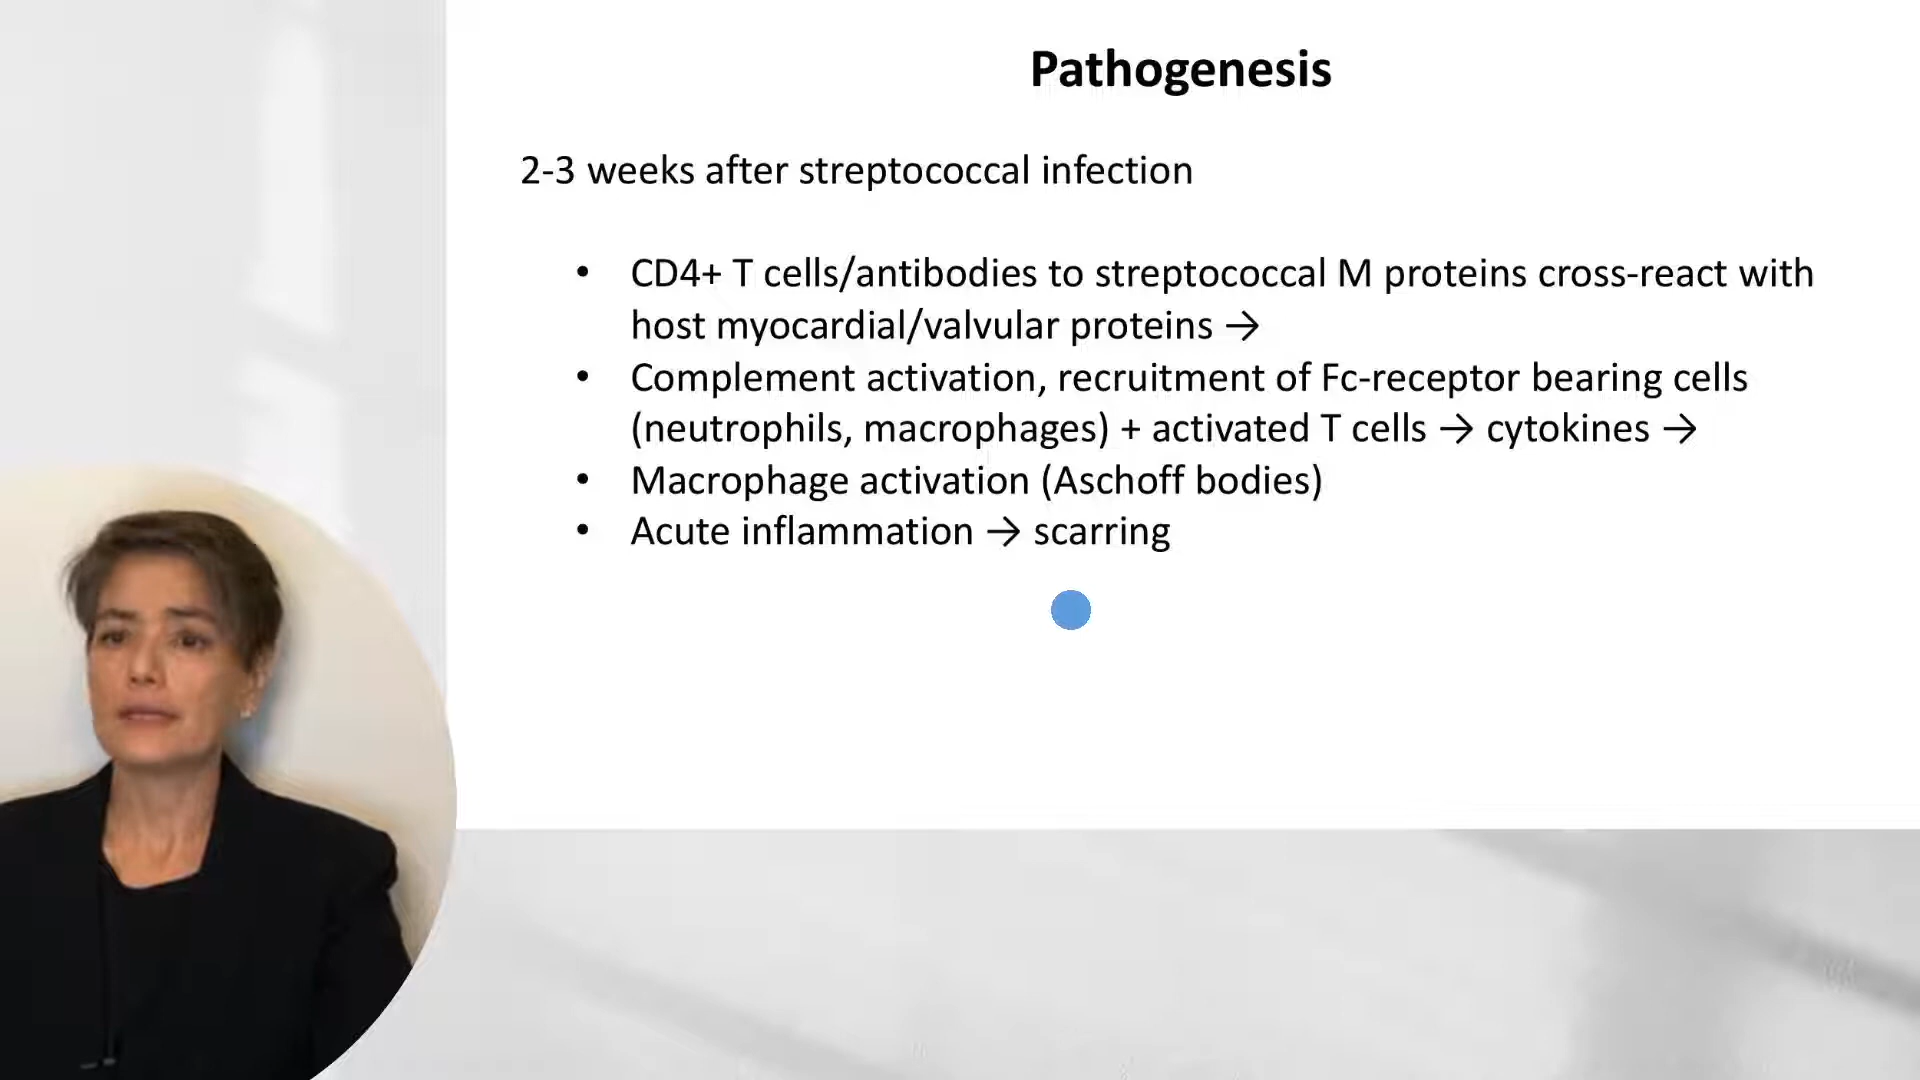 Pathogenesis
2-3 weeks after streptococcal infection
• CD4+ T cells/antibodies to streptococcal M proteins cross-react with
host myocardial/valvular proteins →
• Complement activation, recruitment of Fc-receptor bearing cells
(neutrophils, macrophages) + activated T cells → cytokines →
• Macrophage activation (Aschoff bodies)
• Acute inflammation → scarring